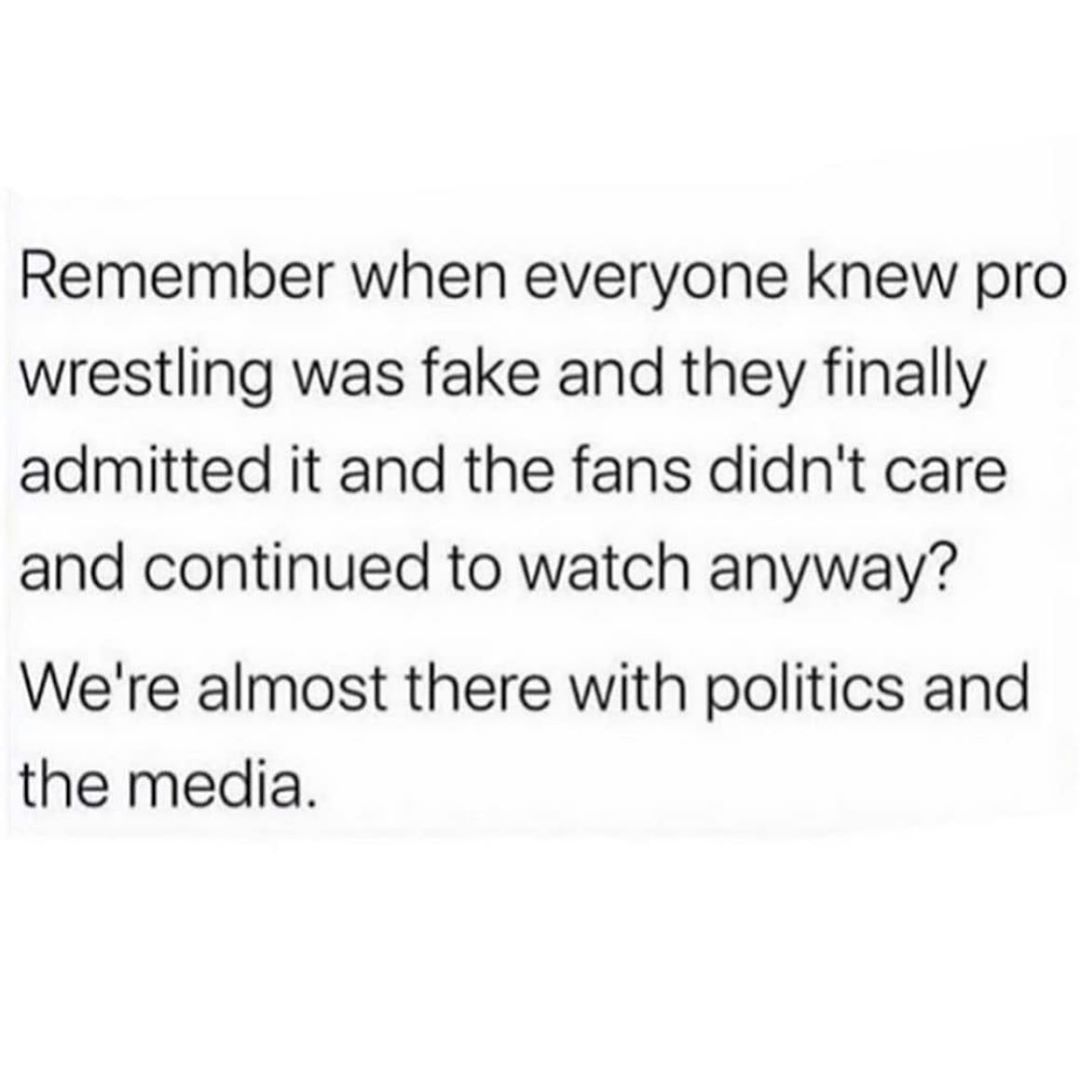 Remember when everyone knew pro
wrestling was fake and they finally
admitted it and the fans didn't care
and continued to watch anyway?
We're almost there with politics and
the media.